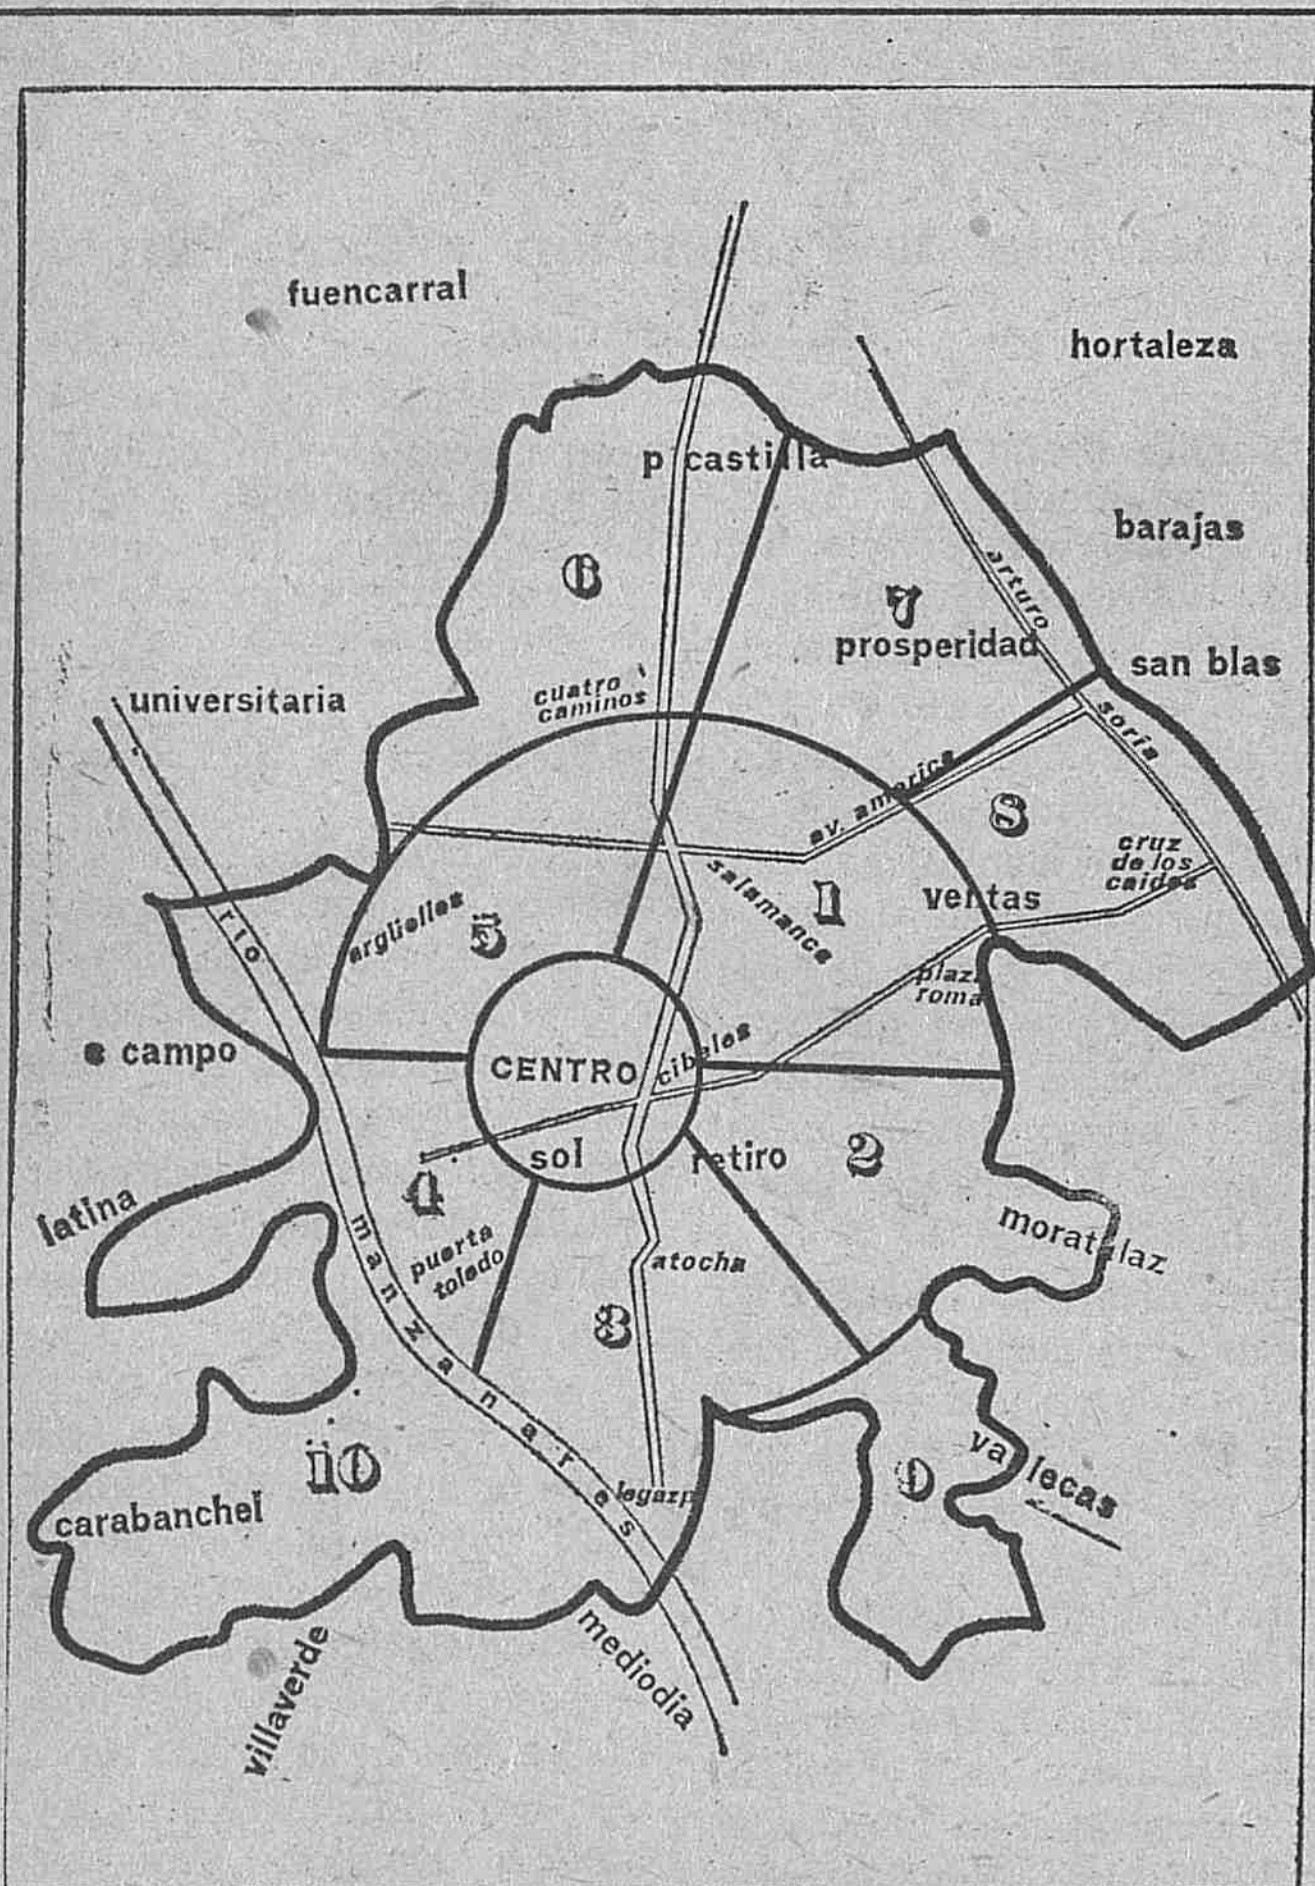 fuencarral
hortaleza
p castilla
barajas
6
arturo
7
prosperidad
san blas
universitaria
cuatro
caminos
soria
av. america
8
cruz
de los
caidos
salamanca
1
ventas
rio
argüelles
5
plaza
roma
e campo
CENTRO
cibeles
sol
retiro
2
4
latina
manzanares
puerta
toledo
atocha
moratalaz
3
10
9
vallecas
legazpi
carabanchel
villaverde
mediodia